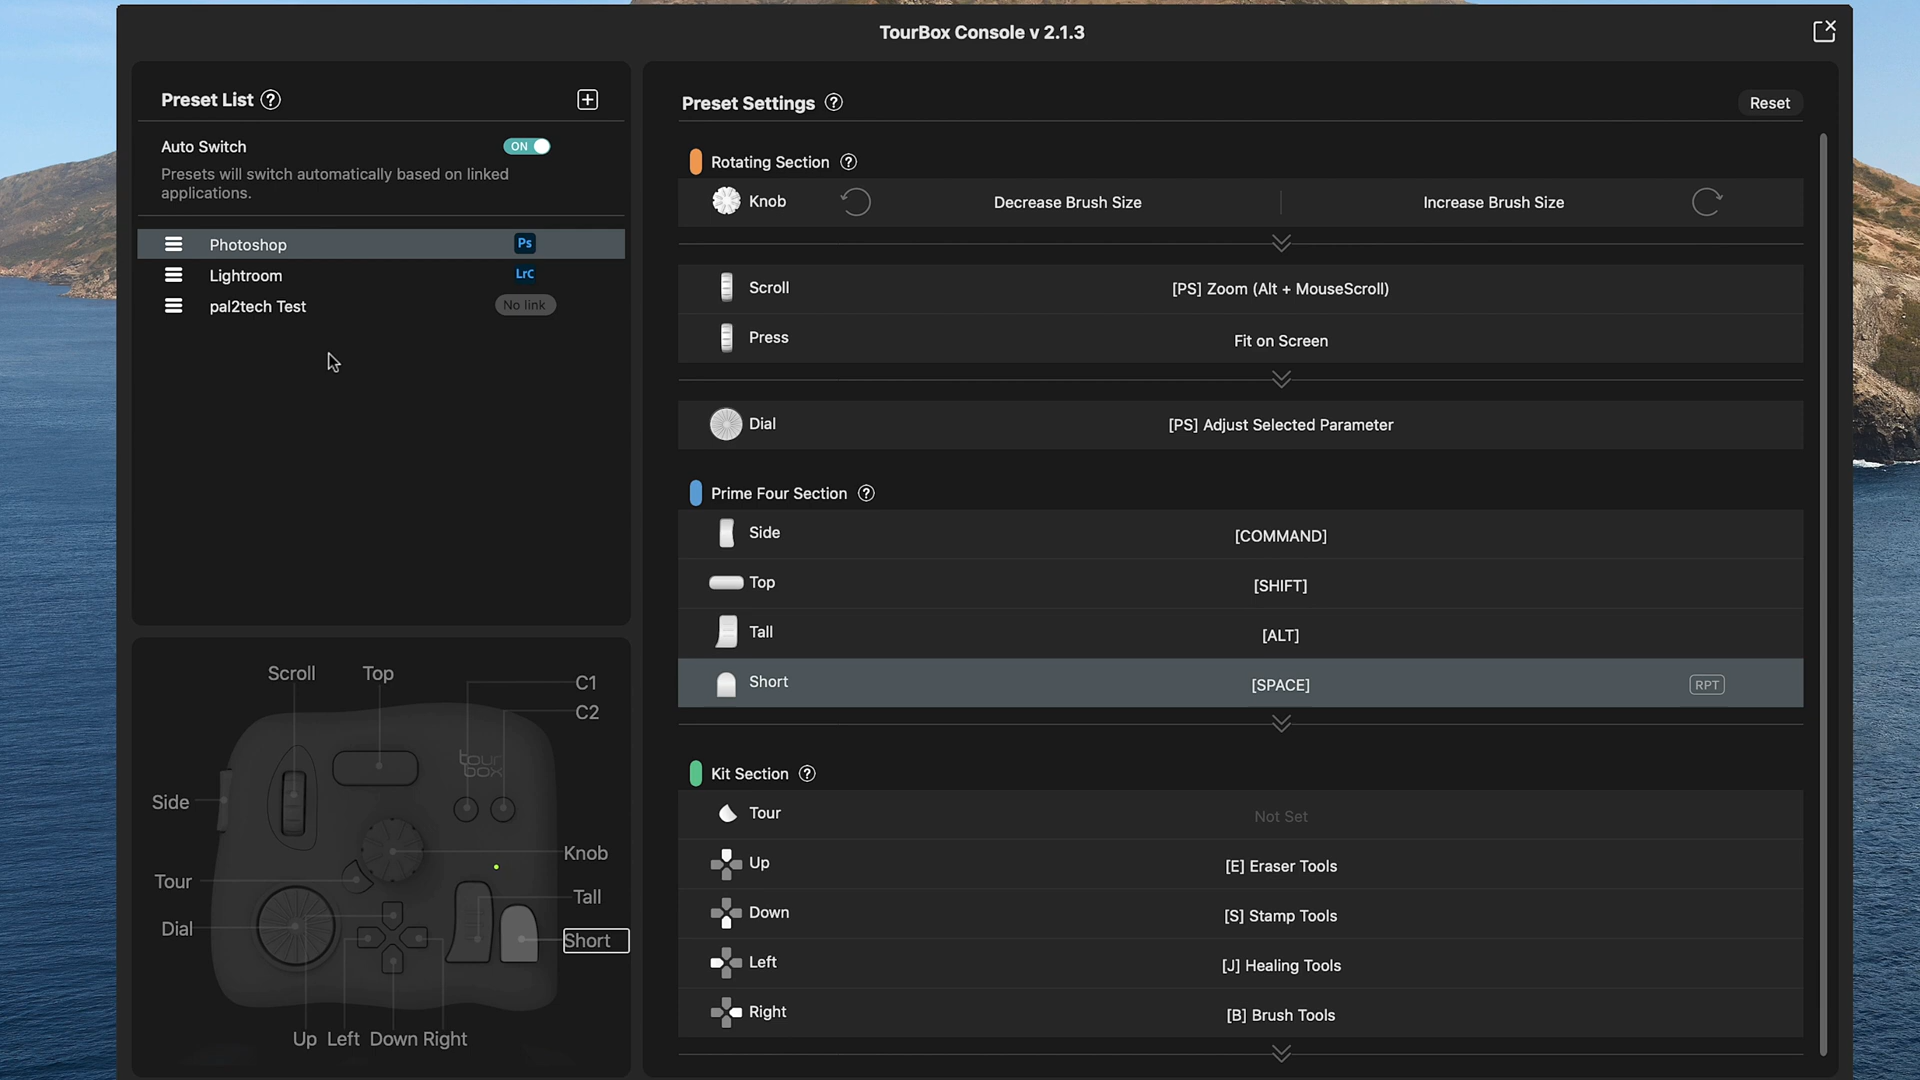 TourBox Console v 2.1.3
Preset List ?
Auto Switch
ON
Presets will switch automatically based on linked
applications.
Photoshop
Ps
Lightroom
LrC
pal2tech Test
No link
Scroll
Top
C1
C2
tour
box
Side
Knob
Tour
Tall
Dial
Short
Up Left Down Right
Preset Settings ?
Reset
Rotating Section ?
Knob
Decrease Brush Size
Increase Brush Size
Scroll
[PS] Zoom (Alt + MouseScroll)
Press
Fit on Screen
Dial
[PS] Adjust Selected Parameter
Prime Four Section ?
Side
[COMMAND]
Top
[SHIFT]
Tall
[ALT]
Short
[SPACE]
RPT
Kit Section ?
Tour
Not Set
Up
[E] Eraser Tools
Down
[S] Stamp Tools
Left
[J] Healing Tools
Right
[B] Brush Tools